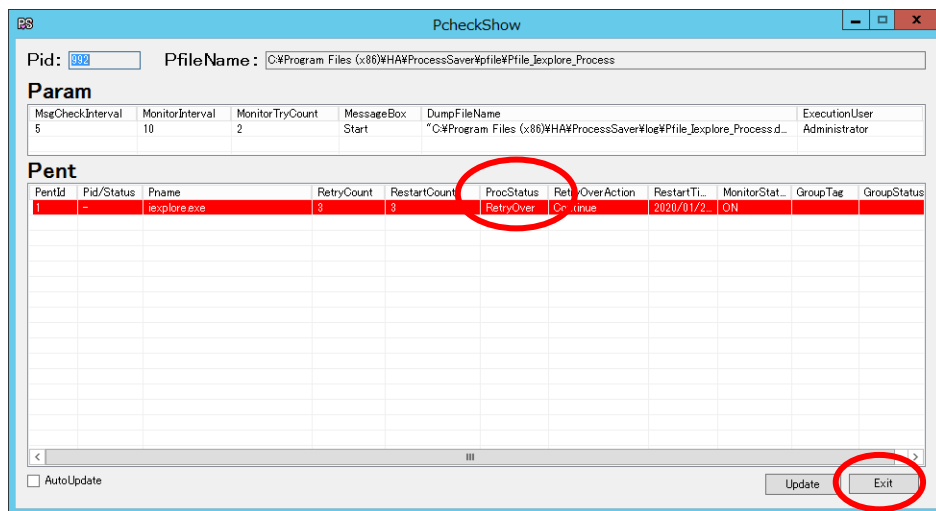 PS PcheckShow
Pid: 992 PfileName: C:¥Program Files (x86)¥HA¥ProcessSaver¥pfile¥Pfile_Iexplore_Process
Param
MsgCheckInterval MonitorInterval MonitorTryCount MessageBox DumpFileName ExecutionUser
5 10 2 Start "C:¥Program Files (x86)¥HA¥ProcessSaver¥log¥Pfile_Iexplore_Process.d... Administrator
Pent
PentId Pid/Status Pname RetryCount RestartCount ProcStatus RetryOverAction RestartTi... MonitorStat... GroupTag GroupStatus
1 - iexplore.exe 3 3 RetryOver Continue 2020/01/2... ON
AutoUpdate Update Exit